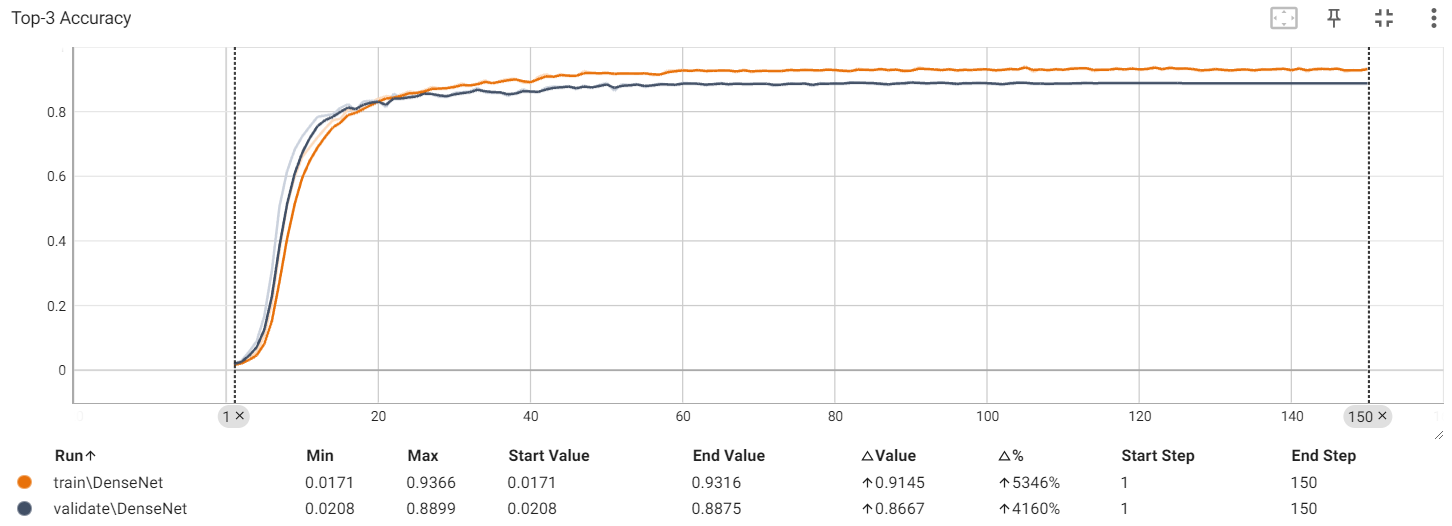 Top-3 Accuracy
0.8
0.6
0.4
0.2
0
1 × 20 40 60 80 100 120 140 150 ×
Run↑ Min Max Start Value End Value △Value △% Start Step End Step
train\DenseNet 0.0171 0.9366 0.0171 0.9316 ↑0.9145 ↑5346% 1 150
validate\DenseNet 0.0208 0.8899 0.0208 0.8875 ↑0.8667 ↑4160% 1 150